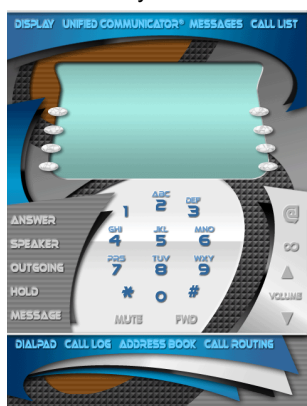 DISPLAY UNIFIED COMMUNICATOR® MESSAGES CALL LIST
ABC DEF
1 2 3
GHI JKL MNO
4 5 6
PRS TUV WXY
7 8 9
* 0 #
MUTE FWD
ANSWER
SPEAKER
OUTGOING
HOLD
MESSAGE
@
∞
VOLUME
DIALPAD CALL LOG ADDRESS BOOK CALL ROUTING